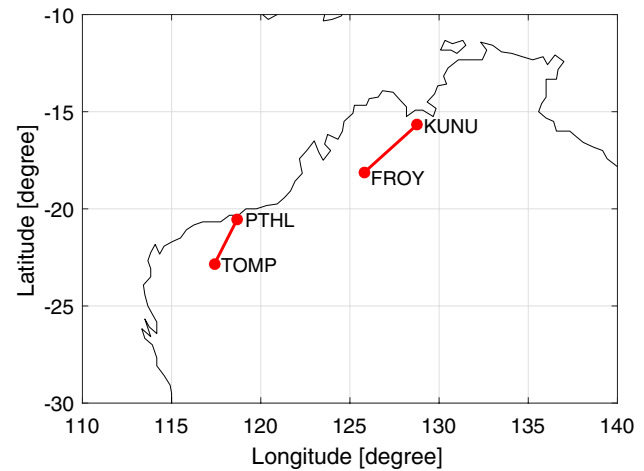 -10
-15
-20
-25
-30
Latitude [degree]
KUNU
FROY
PTHL
TOMP
110 115 120 125 130 135 140
Longitude [degree]